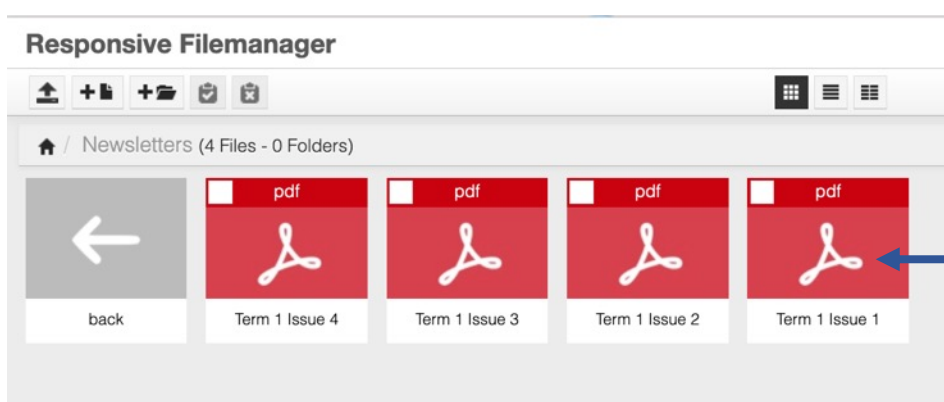 Responsive Filemanager
/ Newsletters (4 Files - 0 Folders)
pdf pdf pdf pdf
back Term 1 Issue 4 Term 1 Issue 3 Term 1 Issue 2 Term 1 Issue 1